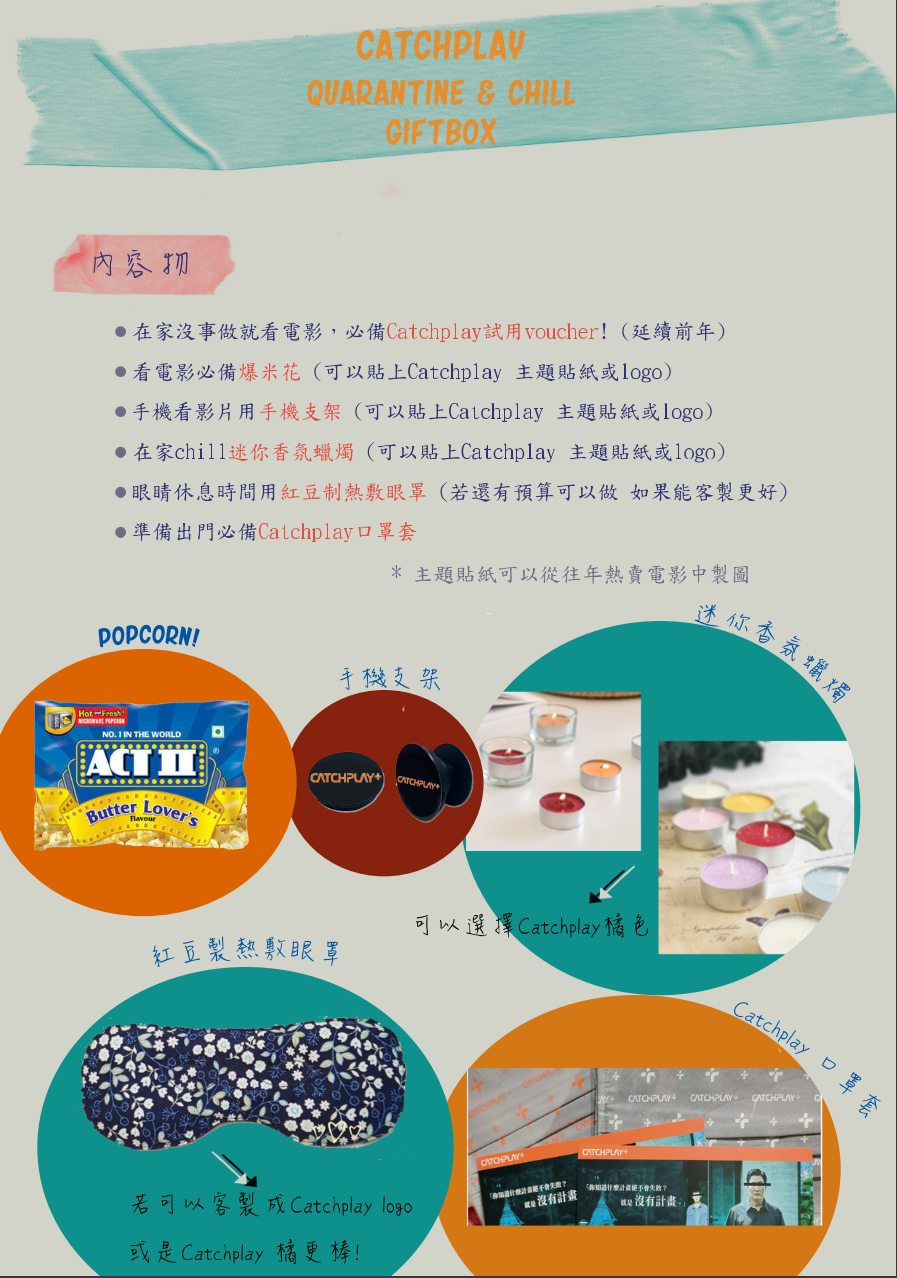 CATCHPLAY
QUARANTINE & CHILL
GIFTBOX
內容物
在家沒事做就看電影，必備Catchplay試用voucher! (延續前年)
看電影必備爆米花 (可以貼上Catchplay 主題貼紙或logo)
手機看影片用手機支架 (可以貼上Catchplay 主題貼紙或logo)
在家chill迷你香氛蠟燭 (可以貼上Catchplay 主題貼紙或logo)
眼睛休息時間用紅豆制熱敷眼罩 (若還有預算可以做 如果能客製更好)
準備出門必備Catchplay口罩套
* 主題貼紙可以從往年熱賣電影中製圖
POPCORN!
手機支架
迷你香氛蠟燭
Hot and Fresh!
MICROWAVE POPCORN
NO. 1 IN THE WORLD
ACT II
®
Butter Lover's
Flavour
CATCHPLAY+
CATCHPLAY+
可以選擇Catchplay橘色
紅豆製熱敷眼罩
Catchplay 口罩套
CATCHPLAY+ CATCHPLAY+ CATCHPLAY+
CATCHPLAY+
CATCHPLAY+
「你知道什麼計畫絕不會失敗？
就是 沒有計畫
「你知道什麼計畫絕不會失敗？
就是 沒有計畫
若可以客製成Catchplay logo
或是Catchplay 橘更棒!